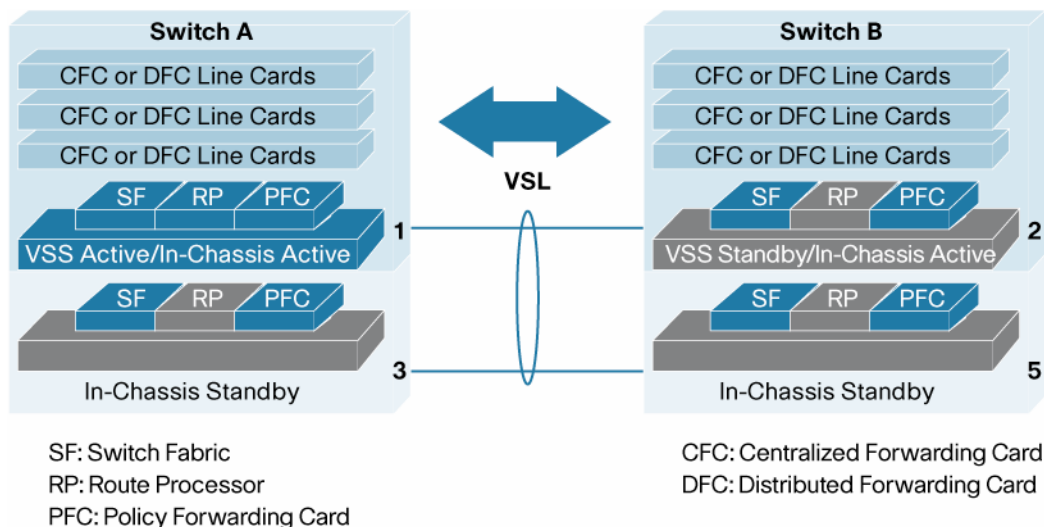 Switch A
CFC or DFC Line Cards
CFC or DFC Line Cards
CFC or DFC Line Cards
SF RP PFC
1
VSS Active/In-Chassis Active
SF RP PFC
3
In-Chassis Standby
VSL
Switch B
CFC or DFC Line Cards
CFC or DFC Line Cards
CFC or DFC Line Cards
SF RP PFC
2
VSS Standby/In-Chassis Active
SF RP PFC
5
In-Chassis Standby
SF: Switch Fabric
RP: Route Processor
PFC: Policy Forwarding Card
CFC: Centralized Forwarding Card
DFC: Distributed Forwarding Card